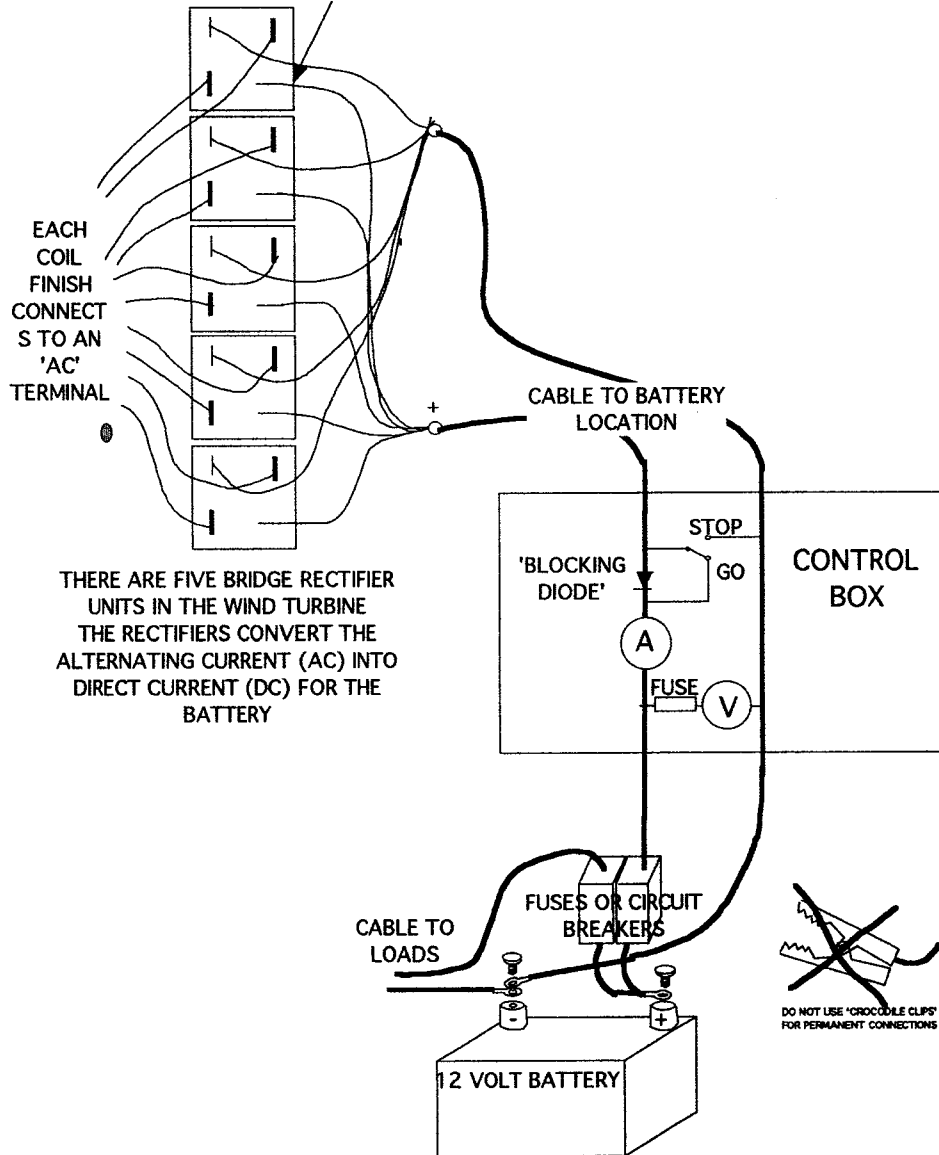 EACH
COIL
FINISH
CONNECT
S TO AN
'AC'
TERMINAL
+
CABLE TO BATTERY
LOCATION
STOP
'BLOCKING
DIODE'
GO
CONTROL
BOX
A
FUSE
V
THERE ARE FIVE BRIDGE RECTIFIER
UNITS IN THE WIND TURBINE
THE RECTIFIERS CONVERT THE
ALTERNATING CURRENT (AC) INTO
DIRECT CURRENT (DC) FOR THE
BATTERY
FUSES OR CIRCUIT
BREAKERS
CABLE TO
LOADS
DO NOT USE 'CROCODILE CLIPS'
FOR PERMANENT CONNECTIONS
-
+
12 VOLT BATTERY